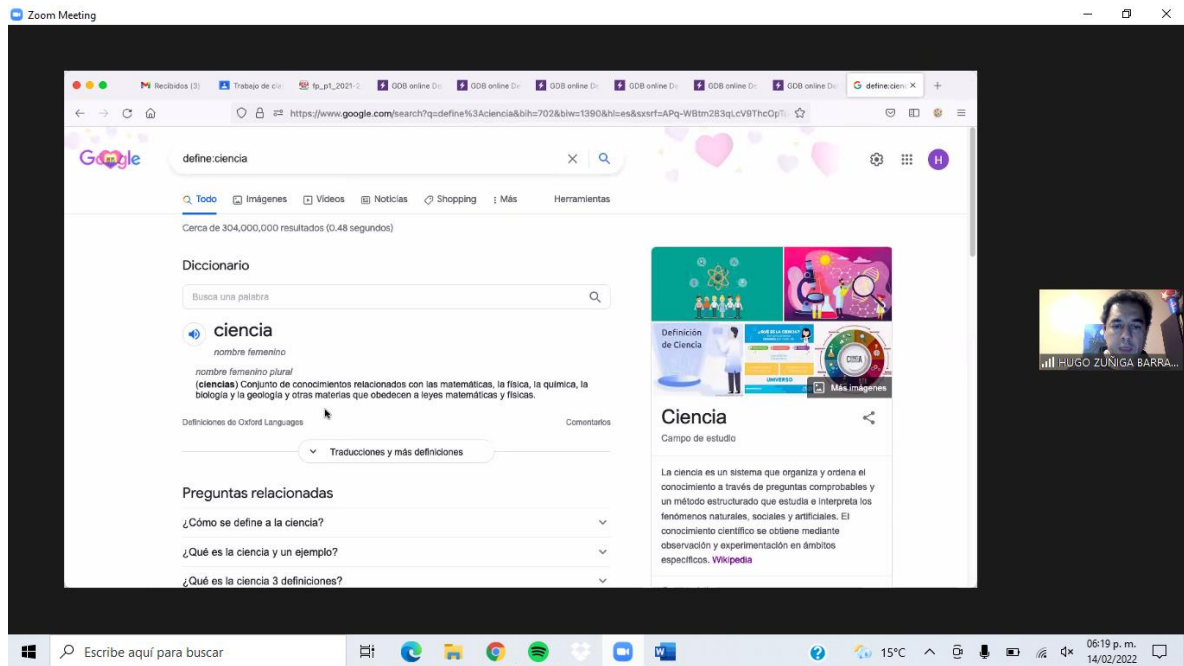 Zoom Meeting
Recibidos (3)
Trabajo de cla
fp_p1_2021-2
GDB online De
GDB online De
GDB online De
GDB online De
GDB online De
GDB online De
define:cienc
https://www.google.com/search?q=define%3Aciencia&bih=702&biw=1390&hl=es&sxsrf=APq-WBtm283qLcV9ThcOpTi
Google
define:ciencia
H
Todo Imágenes Videos Noticias Shopping Más Herramientas
Cerca de 304,000,000 resultados (0.48 segundos)
Diccionario
Busca una palabra
ciencia
nombre femenino
nombre femenino plural
(ciencias) Conjunto de conocimientos relacionados con las matemáticas, la física, la química, la
biología y la geología y otras materias que obedecen a leyes matemáticas y físicas.
Definiciones de Oxford Languages Comentarios
Traducciones y más definiciones
Preguntas relacionadas
¿Cómo se define a la ciencia?
¿Qué es la ciencia y un ejemplo?
¿Qué es la ciencia 3 definiciones?
Definición
de Ciencia
UNIVERSO
Más imágenes
Ciencia
Campo de estudio
La ciencia es un sistema que organiza y ordena el
conocimiento a través de preguntas comprobables y
un método estructurado que estudia e interpreta los
fenómenos naturales, sociales y artificiales. El
conocimiento científico se obtiene mediante
observación y experimentación en ámbitos
específicos. Wikipedia
HUGO ZUÑIGA BARRA...
Escribe aquí para buscar
15°C
06:19 p. m.
14/02/2022